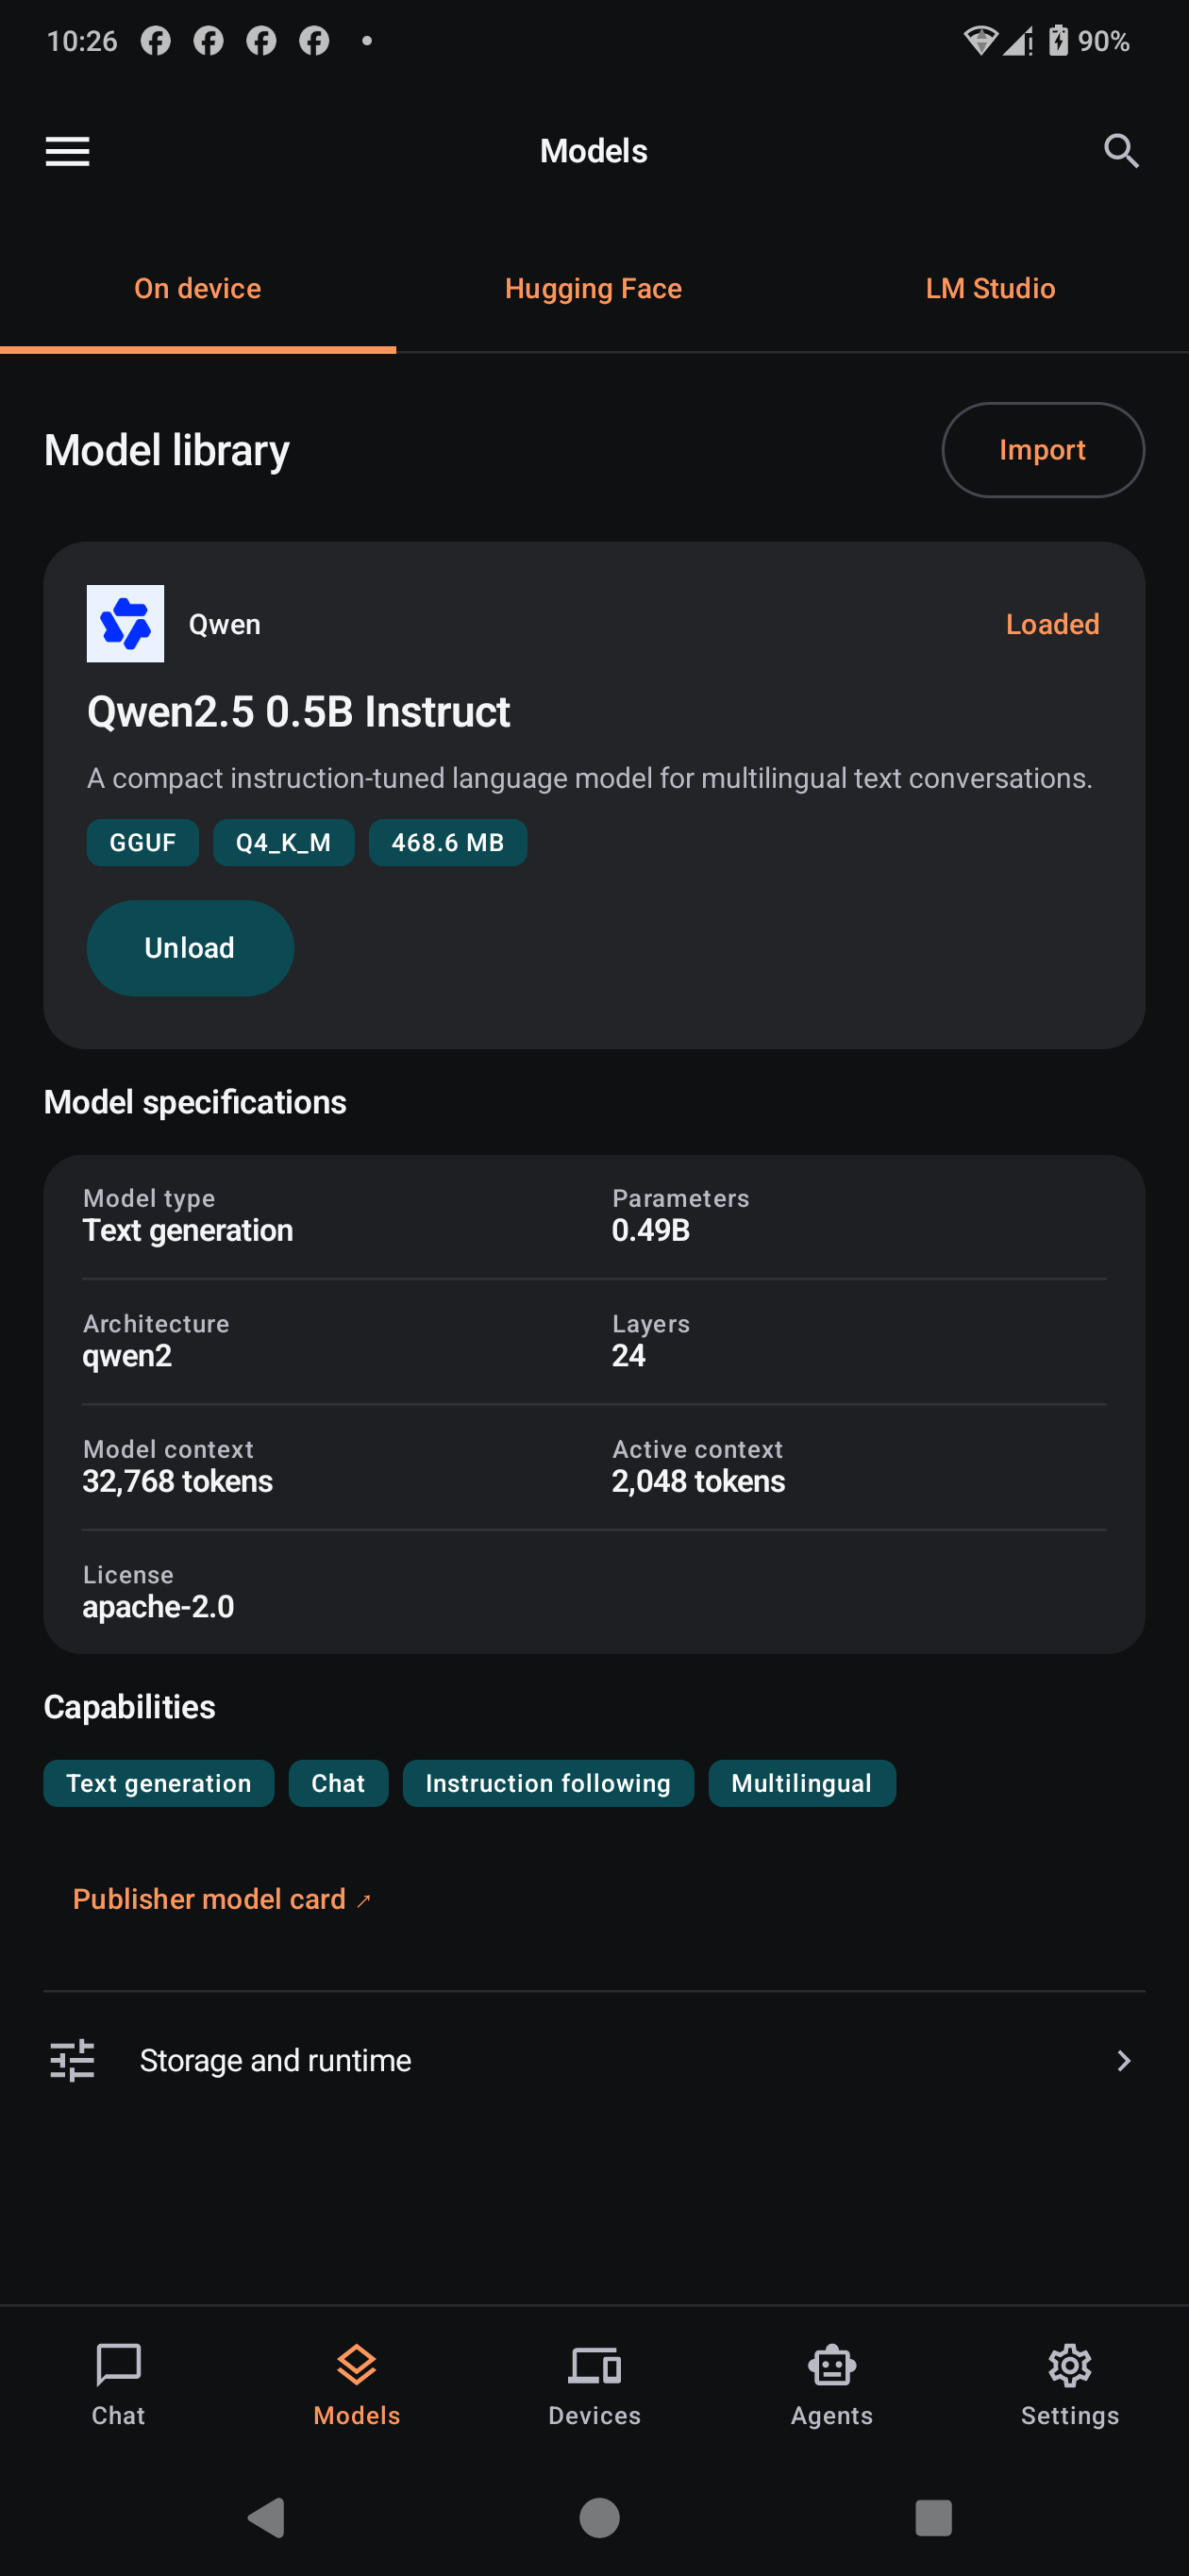 10:26
90%
Models
On device
Hugging Face
LM Studio
Model library
Import
Qwen
Loaded
Qwen2.5 0.5B Instruct
A compact instruction-tuned language model for multilingual text conversations.
GGUF
Q4_K_M
468.6 MB
Unload
Model specifications
Model type
Text generation
Parameters
0.49B
Architecture
qwen2
Layers
24
Model context
32,768 tokens
Active context
2,048 tokens
License
apache-2.0
Capabilities
Text generation
Chat
Instruction following
Multilingual
Publisher model card ↗
Storage and runtime
Chat
Models
Devices
Agents
Settings